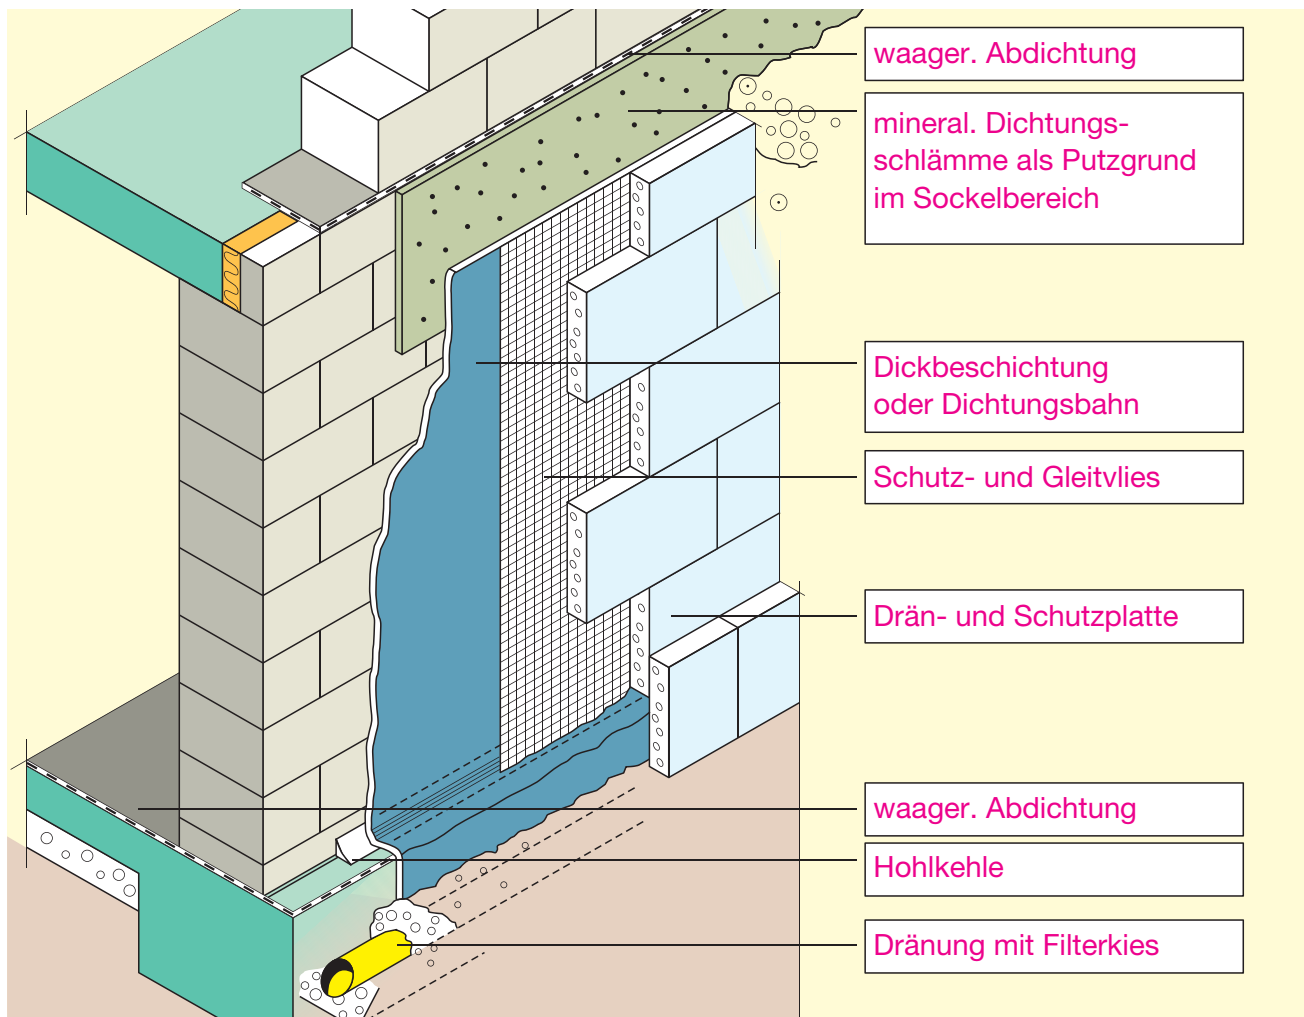 waager. Abdichtung
mineral. Dichtungs-
schlämme als Putzgrund
im Sockelbereich
Dickbeschichtung
oder Dichtungsbahn
Schutz- und Gleitvlies
Drän- und Schutzplatte
waager. Abdichtung
Hohlkehle
Dränung mit Filterkies